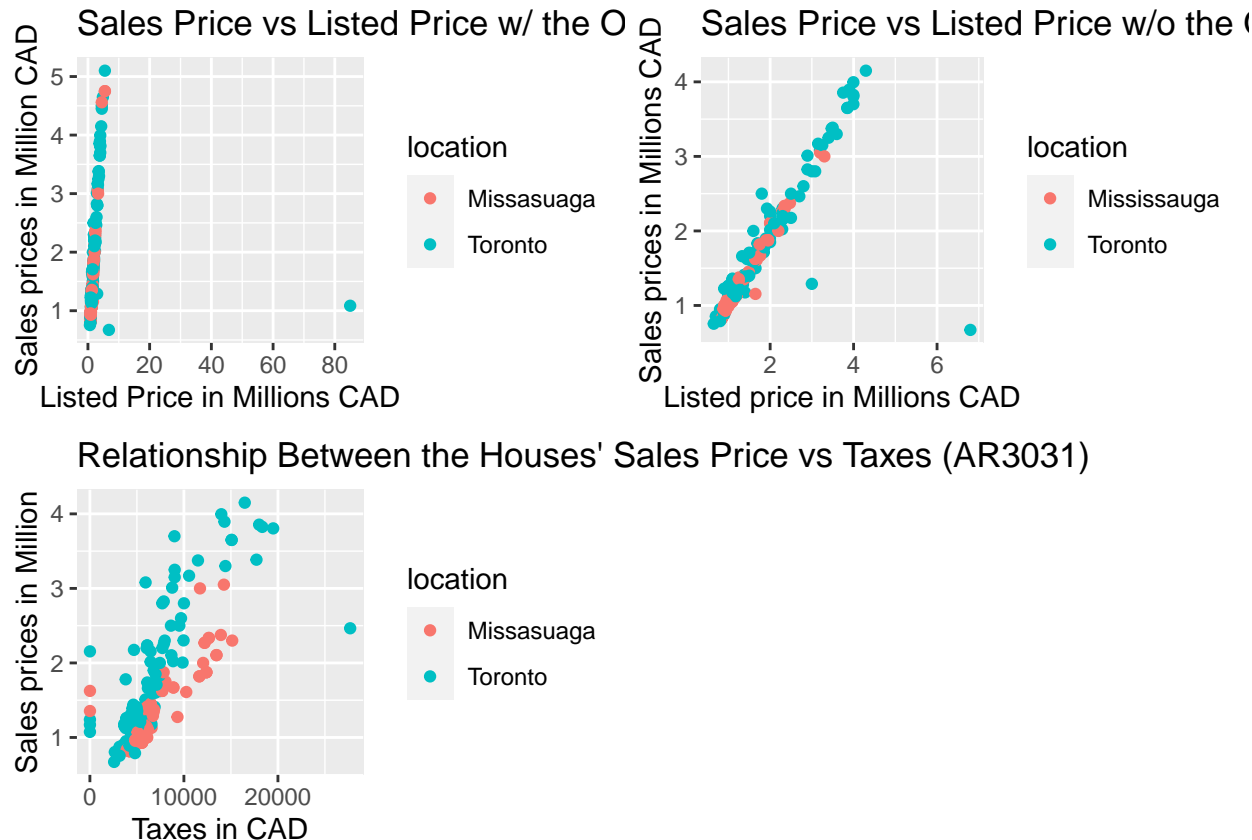 Sales Price vs Listed Price w/ the O
Sales prices in Million CAD
5
4
3
2
1
0 20 40 60 80
Listed Price in Millions CAD
location
Missasuaga
Toronto
Sales Price vs Listed Price w/o the
Sales prices in Millions CAD
4
3
2
1
2 4 6
Listed price in Millions CAD
location
Mississauga
Toronto
Relationship Between the Houses' Sales Price vs Taxes (AR3031)
Sales prices in Million
4
3
2
1
0 10000 20000
Taxes in CAD
location
Missasuaga
Toronto